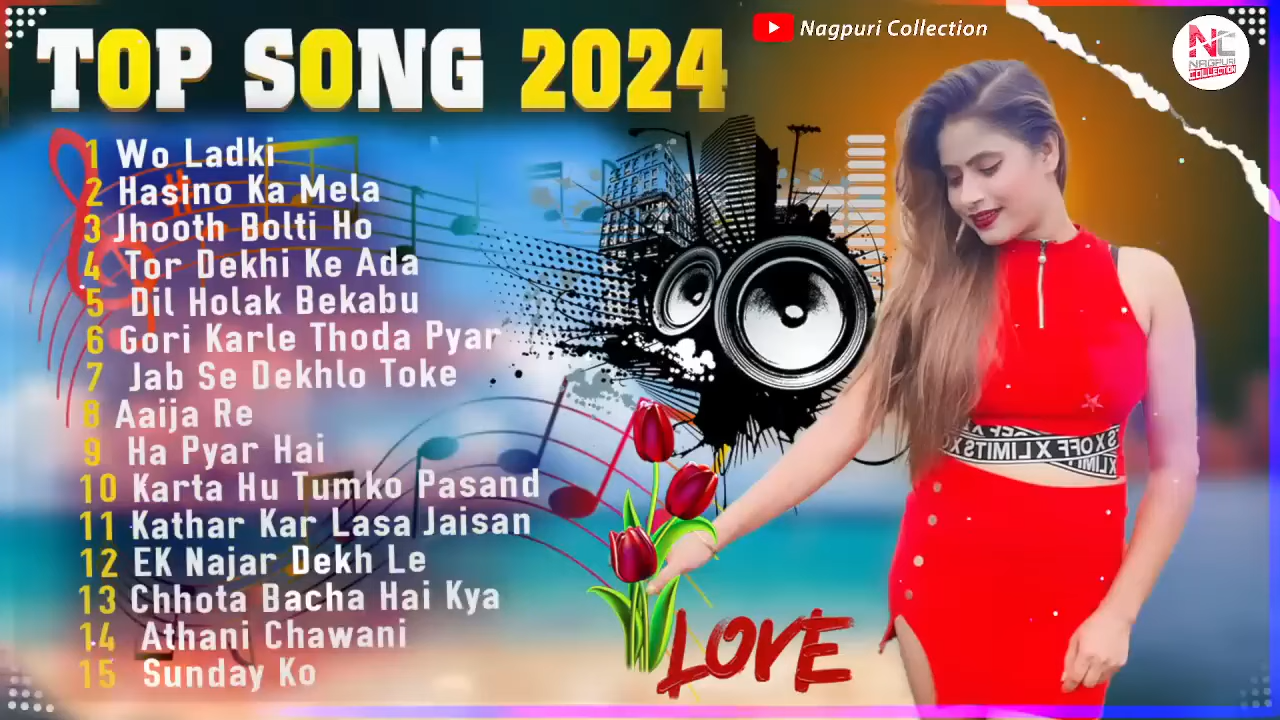 TOP SONG 2024
Nagpuri Collection
NC
NAGPURI
COLLECTION
1 Wo Ladki
2 Hasino Ka Mela
3 Jhooth Bolti Ho
4 Tor Dekhi Ke Ada
5 Dil Holak Bekabu
6 Gori Karle Thoda Pyar
7 Jab Se Dekhlo Toke
8 Aaija Re
9 Ha Pyar Hai
10 Karta Hu Tumko Pasand
11 Kathar Kar Lasa Jaisan
12 EK Najar Dekh Le
13 Chhota Bacha Hai Kya
14 Athani Chawani
15 Sunday Ko
LOVE